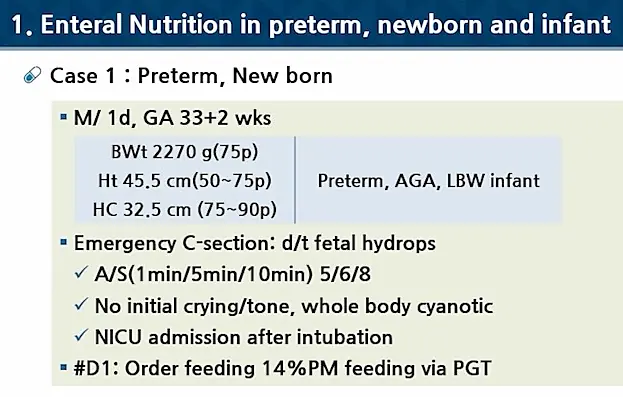 1. Enteral Nutrition in preterm, newborn and infant
Case 1 : Preterm, New born
▪ M/ 1d, GA 33+2 wks
BWt 2270 g(75p)
Ht 45.5 cm(50~75p)
HC 32.5 cm (75~90p)
Preterm, AGA, LBW infant
▪ Emergency C-section: d/t fetal hydrops
✓ A/S(1min/5min/10min) 5/6/8
✓ No initial crying/tone, whole body cyanotic
✓ NICU admission after intubation
▪ #D1: Order feeding 14%PM feeding via PGT